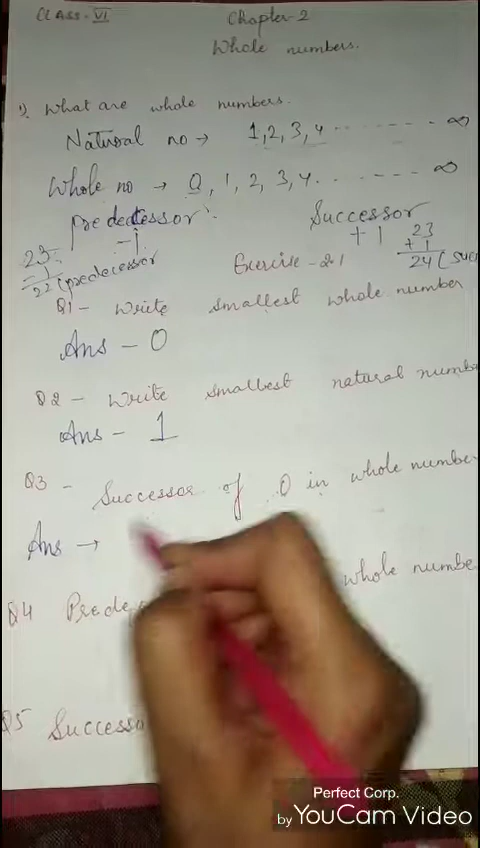 CLASS-VI
Chapter-2
Whole numbers.
1) What are whole numbers.
Natural no → 1,2,3,4 ---------- ∞
Whole no → 0, 1, 2, 3, 4. ------ ∞
Predecessor
-1
Successor
+1
23
-1
22 (predecessor
23
+1
24 (suc
Exercise - 2.1
Q1 - Write smallest whole number
Ans - 0
Q2 - Write smallest natural numbe
Ans - 1
Q3 - Successor of 0 in whole number
Ans →
Q4 Prede whole numbe
Q5 Successo
Perfect Corp.
by YouCam Video